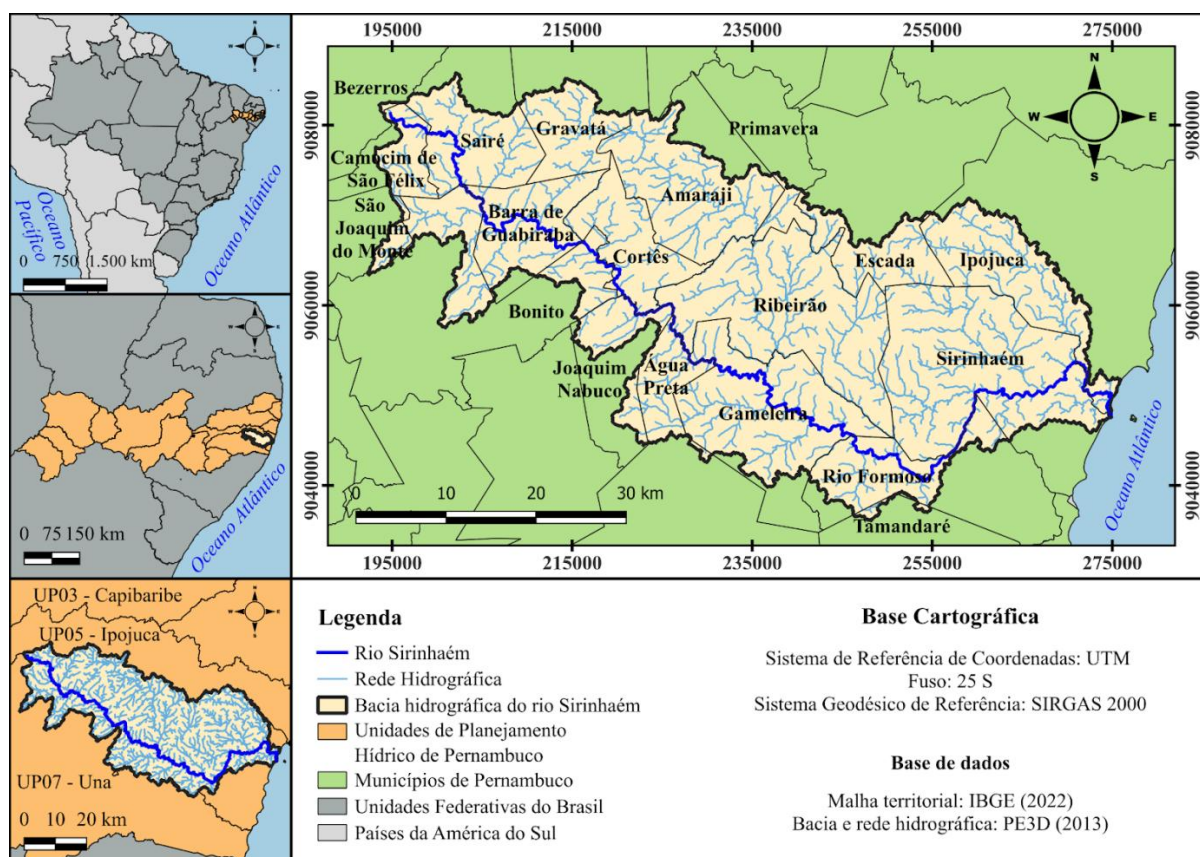 N
W
E
S
0 750 1.500 km
Oceano
Pacífico
Oceano Atlântico
N
W
E
S
0 75 150 km
Oceano Atlântico
N
W
E
S
UP03 - Capibaribe
UP05 - Ipojuca
UP07 - Una
0 10 20 km
195000 215000 235000 255000 275000
9080000
9060000
9040000
9080000
9060000
9040000
N
W
E
S
Bezerros
Sairé
Gravatá
Primavera
Camocim de
São Félix
São
Joaquim
do Monte
Barra de
Guabiraba
Amaraji
Cortês
Escada
Ipojuca
Bonito
Ribeirão
Joaquim
Nabuco
Água
Preta
Sirinhaém
Gameleira
Rio Formoso
Tamandaré
Oceano Atlântico
0 10 20 30 km
195000 215000 235000 255000 275000
Legenda
Rio Sirinhaém
Rede Hidrográfica
Bacia hidrográfica do rio Sirinhaém
Unidades de Planejamento
Hídrico de Pernambuco
Municípios de Pernambuco
Unidades Federativas do Brasil
Países da América do Sul
Base Cartográfica
Sistema de Referência de Coordenadas: UTM
Fuso: 25 S
Sistema Geodésico de Referência: SIRGAS 2000
Base de dados
Malha territorial: IBGE (2022)
Bacia e rede hidrográfica: PE3D (2013)